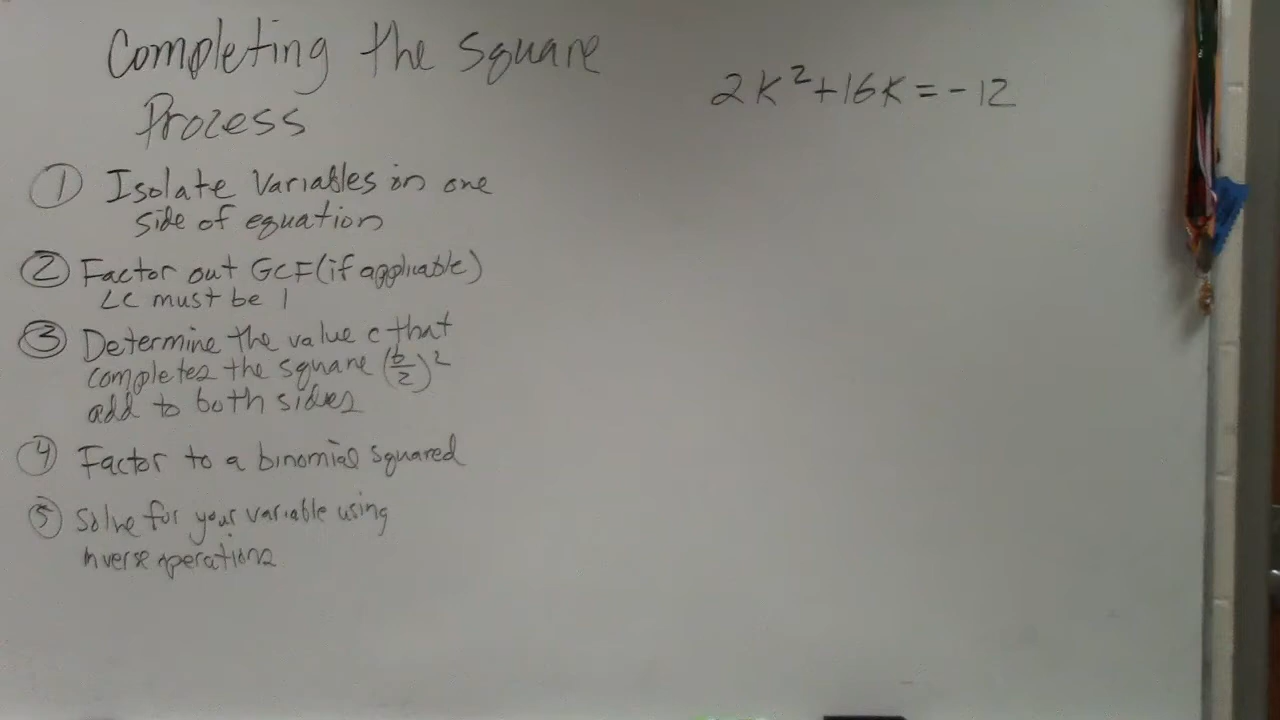 Completing the Square
Process
① Isolate Variables on one
side of equation
② Factor out GCF (if applicable)
LC must be 1
③ Determine the value c that
completes the square (b/2)²
add to both sides
④ Factor to a binomial squared
⑤ Solve for your variable using
inverse operations
2K²+16K=-12